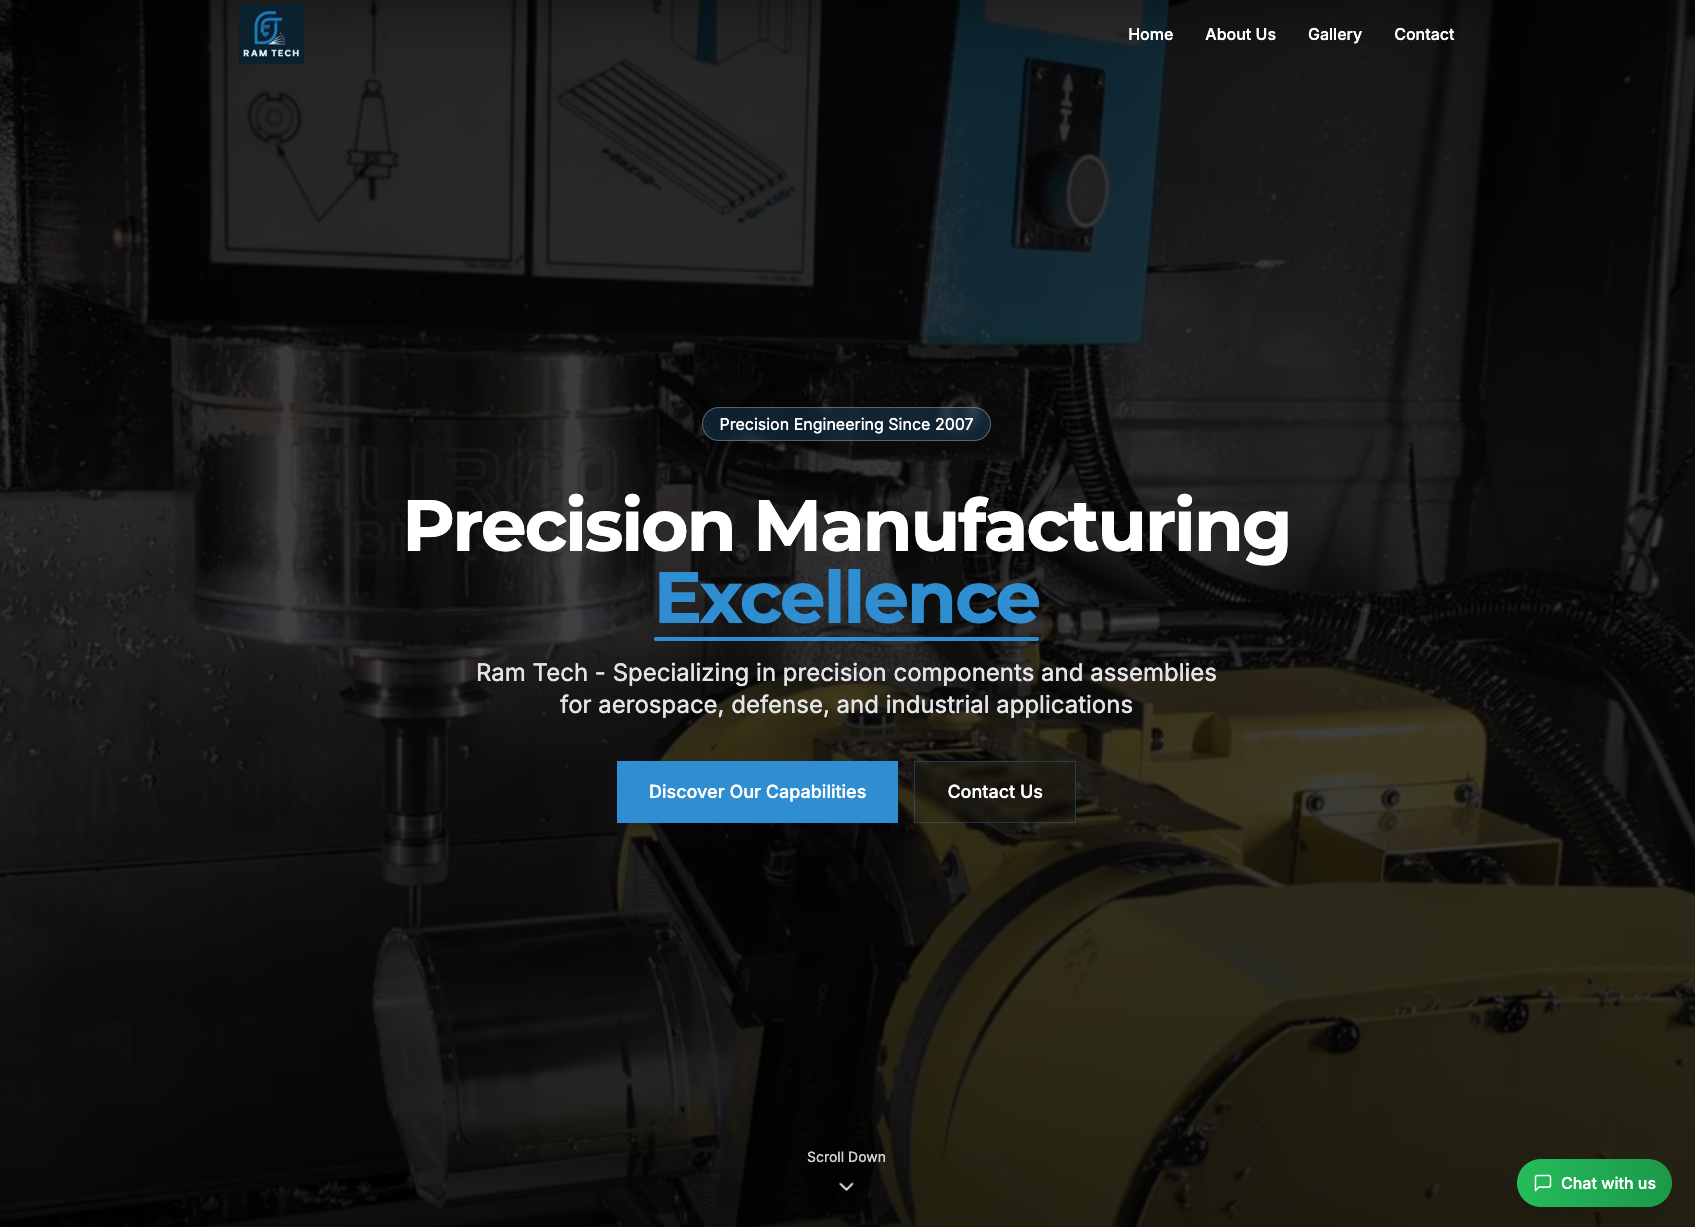 RAM TECH
Home
About Us
Gallery
Contact
Precision Engineering Since 2007
Precision Manufacturing
Excellence
Ram Tech - Specializing in precision components and assemblies
for aerospace, defense, and industrial applications
Discover Our Capabilities
Contact Us
Scroll Down
Chat with us